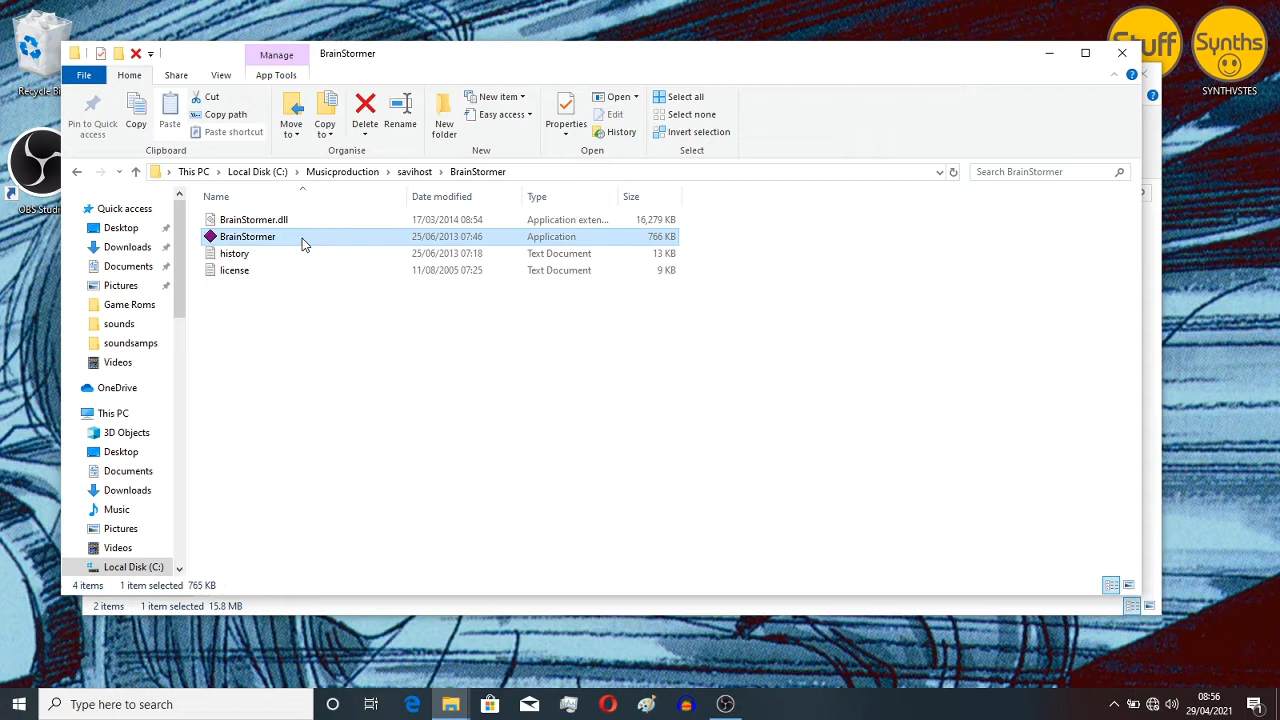 Manage
BrainStormer
File
Home
Share
View
App Tools
Pin to Quick
access
Copy
Paste
Cut
Copy path
Paste shortcut
Move
to
Copy
to
Delete
Rename
New
folder
New item
Easy access
Properties
Open
Edit
History
Select all
Select none
Invert selection
Clipboard
Organise
New
Open
Select
This PC
Local Disk (C:)
Musicproduction
savihost
BrainStormer
Search BrainStormer
Name
Date modified
Type
Size
BrainStormer.dll 17/03/2014 08:54 Application exten... 16,279 KB
BrainStormer 25/06/2013 07:46 Application 766 KB
history 25/06/2013 07:18 Text Document 13 KB
license 11/08/2005 07:25 Text Document 9 KB
Quick access
Desktop
Downloads
Documents
Pictures
Game Roms
sounds
soundsamps
Videos
OneDrive
This PC
3D Objects
Desktop
Documents
Downloads
Music
Pictures
Videos
Local Disk (C:)
4 items 1 item selected 765 KB
2 items 1 item selected 15.8 MB
Stuff
Synths
SYNTHVSTES
OBS Studi
Type here to search
08:56
29/04/2021